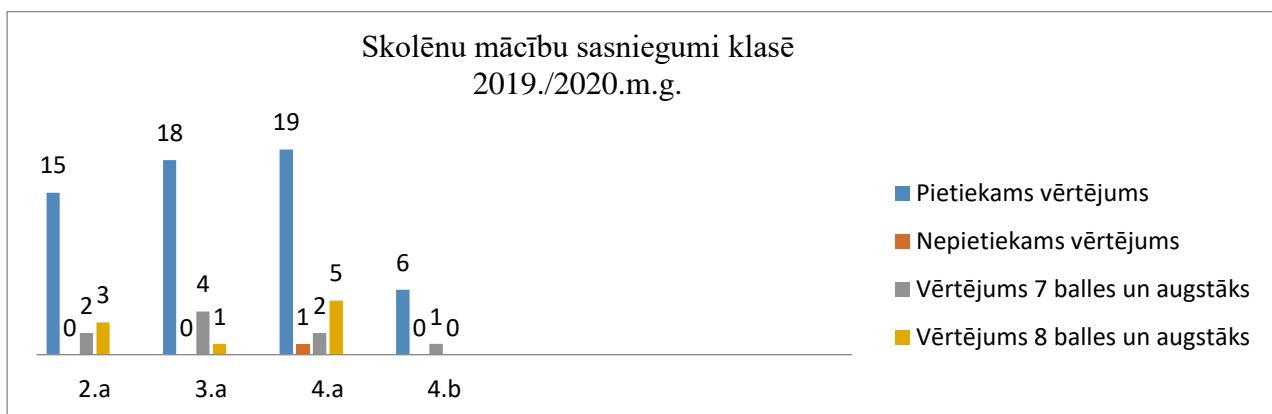 Skolēnu mācību sasniegumi klasē
2019./2020.m.g.
15
0
2
3
18
0
4
1
19
1
2
5
6
0
1
0
2.a
3.a
4.a
4.b
Pietiekams vērtējums
Nepietiekams vērtējums
Vērtējums 7 balles un augstāks
Vērtējums 8 balles un augstāks